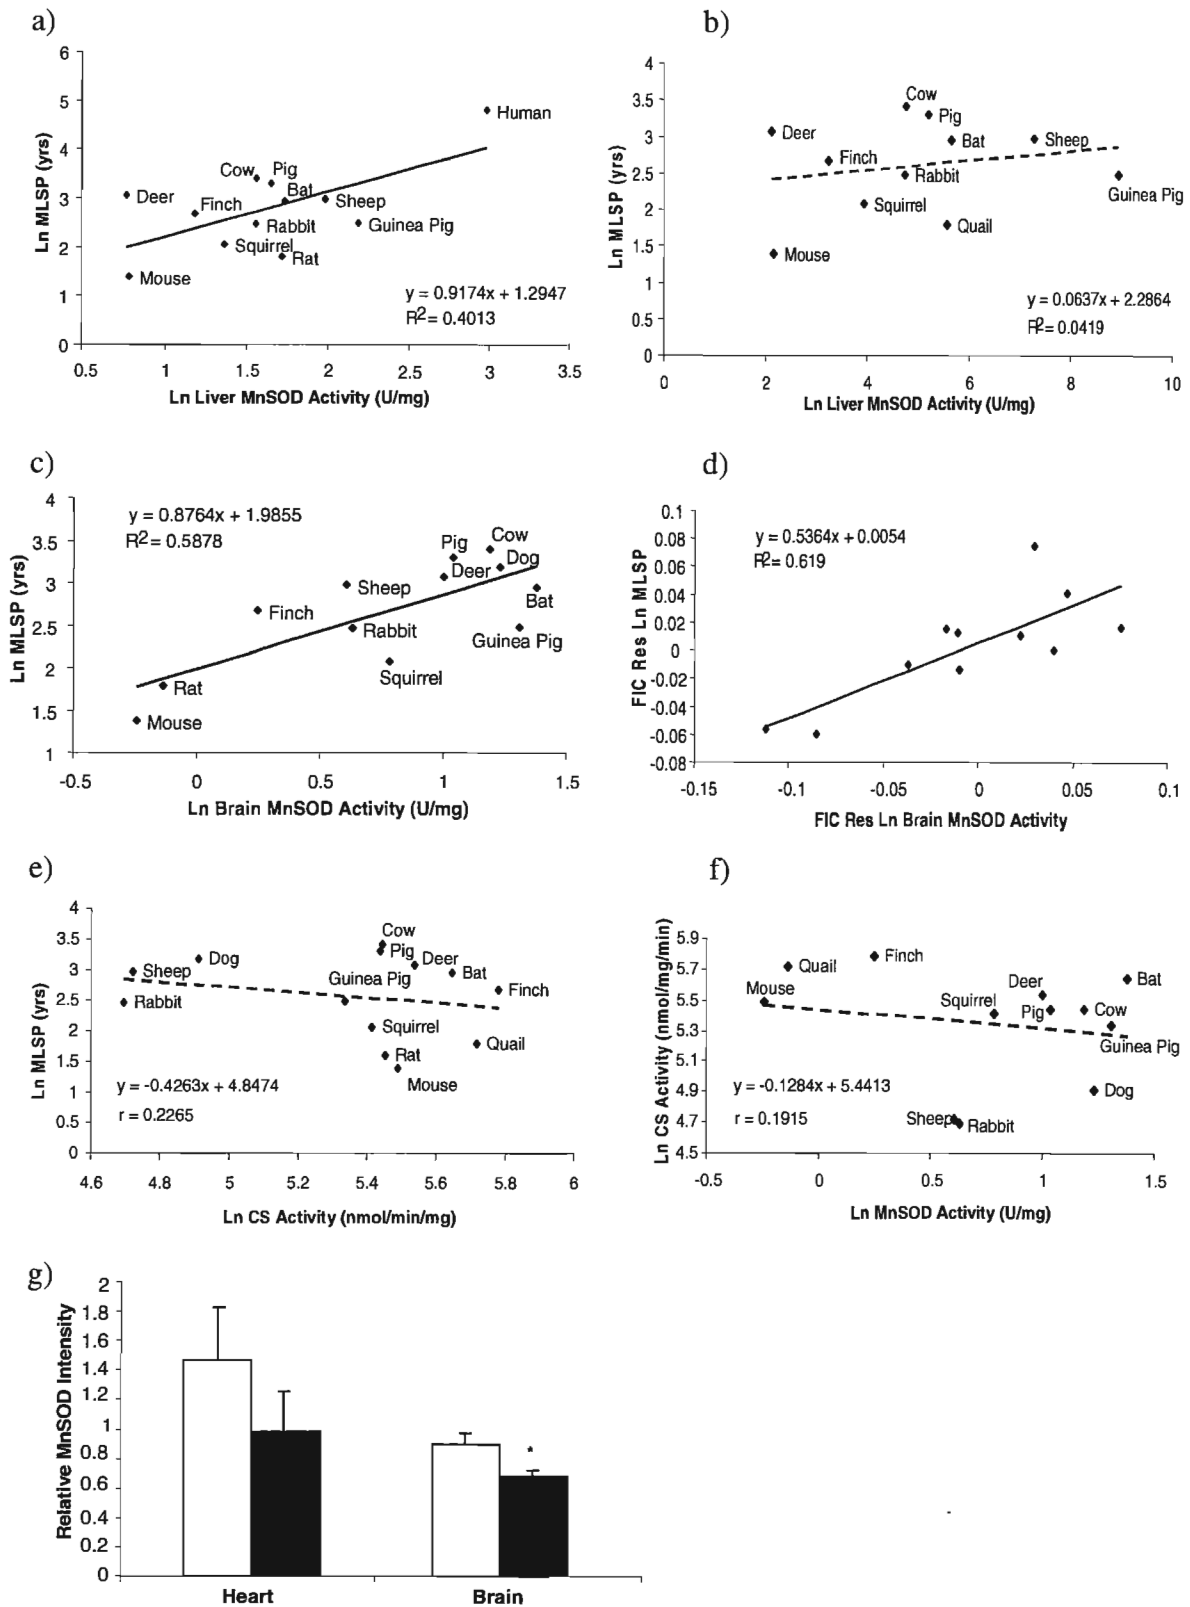 a)
6
5
4
3
2
1
0
Ln MLSP (yrs)
Human
Cow
Pig
Deer
Bat
Finch
Sheep
Rabbit
Guinea Pig
Squirrel
Rat
Mouse
y = 0.9174x + 1.2947
R2 = 0.4013
0.5 1 1.5 2 2.5 3 3.5
Ln Liver MnSOD Activity (U/mg)
b)
4
3.5
3
2.5
2
1.5
1
0.5
0
Ln MLSP (yrs)
Cow
Pig
Deer
Bat
Sheep
Finch
Rabbit
Guinea Pig
Squirrel
Quail
Mouse
y = 0.0637x + 2.2864
R2 = 0.0419
0 2 4 6 8 10
Ln Liver MnSOD Activity (U/mg)
c)
4
3.5
3
2.5
2
1.5
1
Ln MLSP (yrs)
y = 0.8764x + 1.9855
R2 = 0.5878
Pig
Cow
Dog
Deer
Sheep
Bat
Finch
Rabbit
Guinea Pig
Squirrel
Rat
Mouse
-0.5 0 0.5 1 1.5
Ln Brain MnSOD Activity (U/mg)
d)
0.1
0.08
0.06
0.04
0.02
0
-0.02
-0.04
-0.06
-0.08
FIC Res Ln MLSP
y = 0.5364x + 0.0054
R2 = 0.619
-0.15 -0.1 -0.05 0 0.05 0.1
FIC Res Ln Brain MnSOD Activity
e)
4
3.5
3
2.5
2
1.5
1
0.5
0
Ln MLSP (yrs)
Cow
Dog
Pig
Deer
Sheep
Guinea Pig
Bat
Rabbit
Finch
Squirrel
Quail
Rat
Mouse
y = -0.4263x + 4.8474
r = 0.2265
4.6 4.8 5 5.2 5.4 5.6 5.8 6
Ln CS Activity (nmol/min/mg)
f)
5.9
5.7
5.5
5.3
5.1
4.9
4.7
4.5
Ln CS Activity (nmol/mg/min)
Finch
Quail
Mouse
Deer
Bat
Squirrel
Pig
Cow
Guinea Pig
Dog
Sheep
Rabbit
y = -0.1284x + 5.4413
r = 0.1915
-0.5 0 0.5 1 1.5
Ln MnSOD Activity (U/mg)
g)
2
1.8
1.6
1.4
1.2
1
0.8
0.6
0.4
0.2
0
Relative MnSOD Intensity
*
Heart Brain